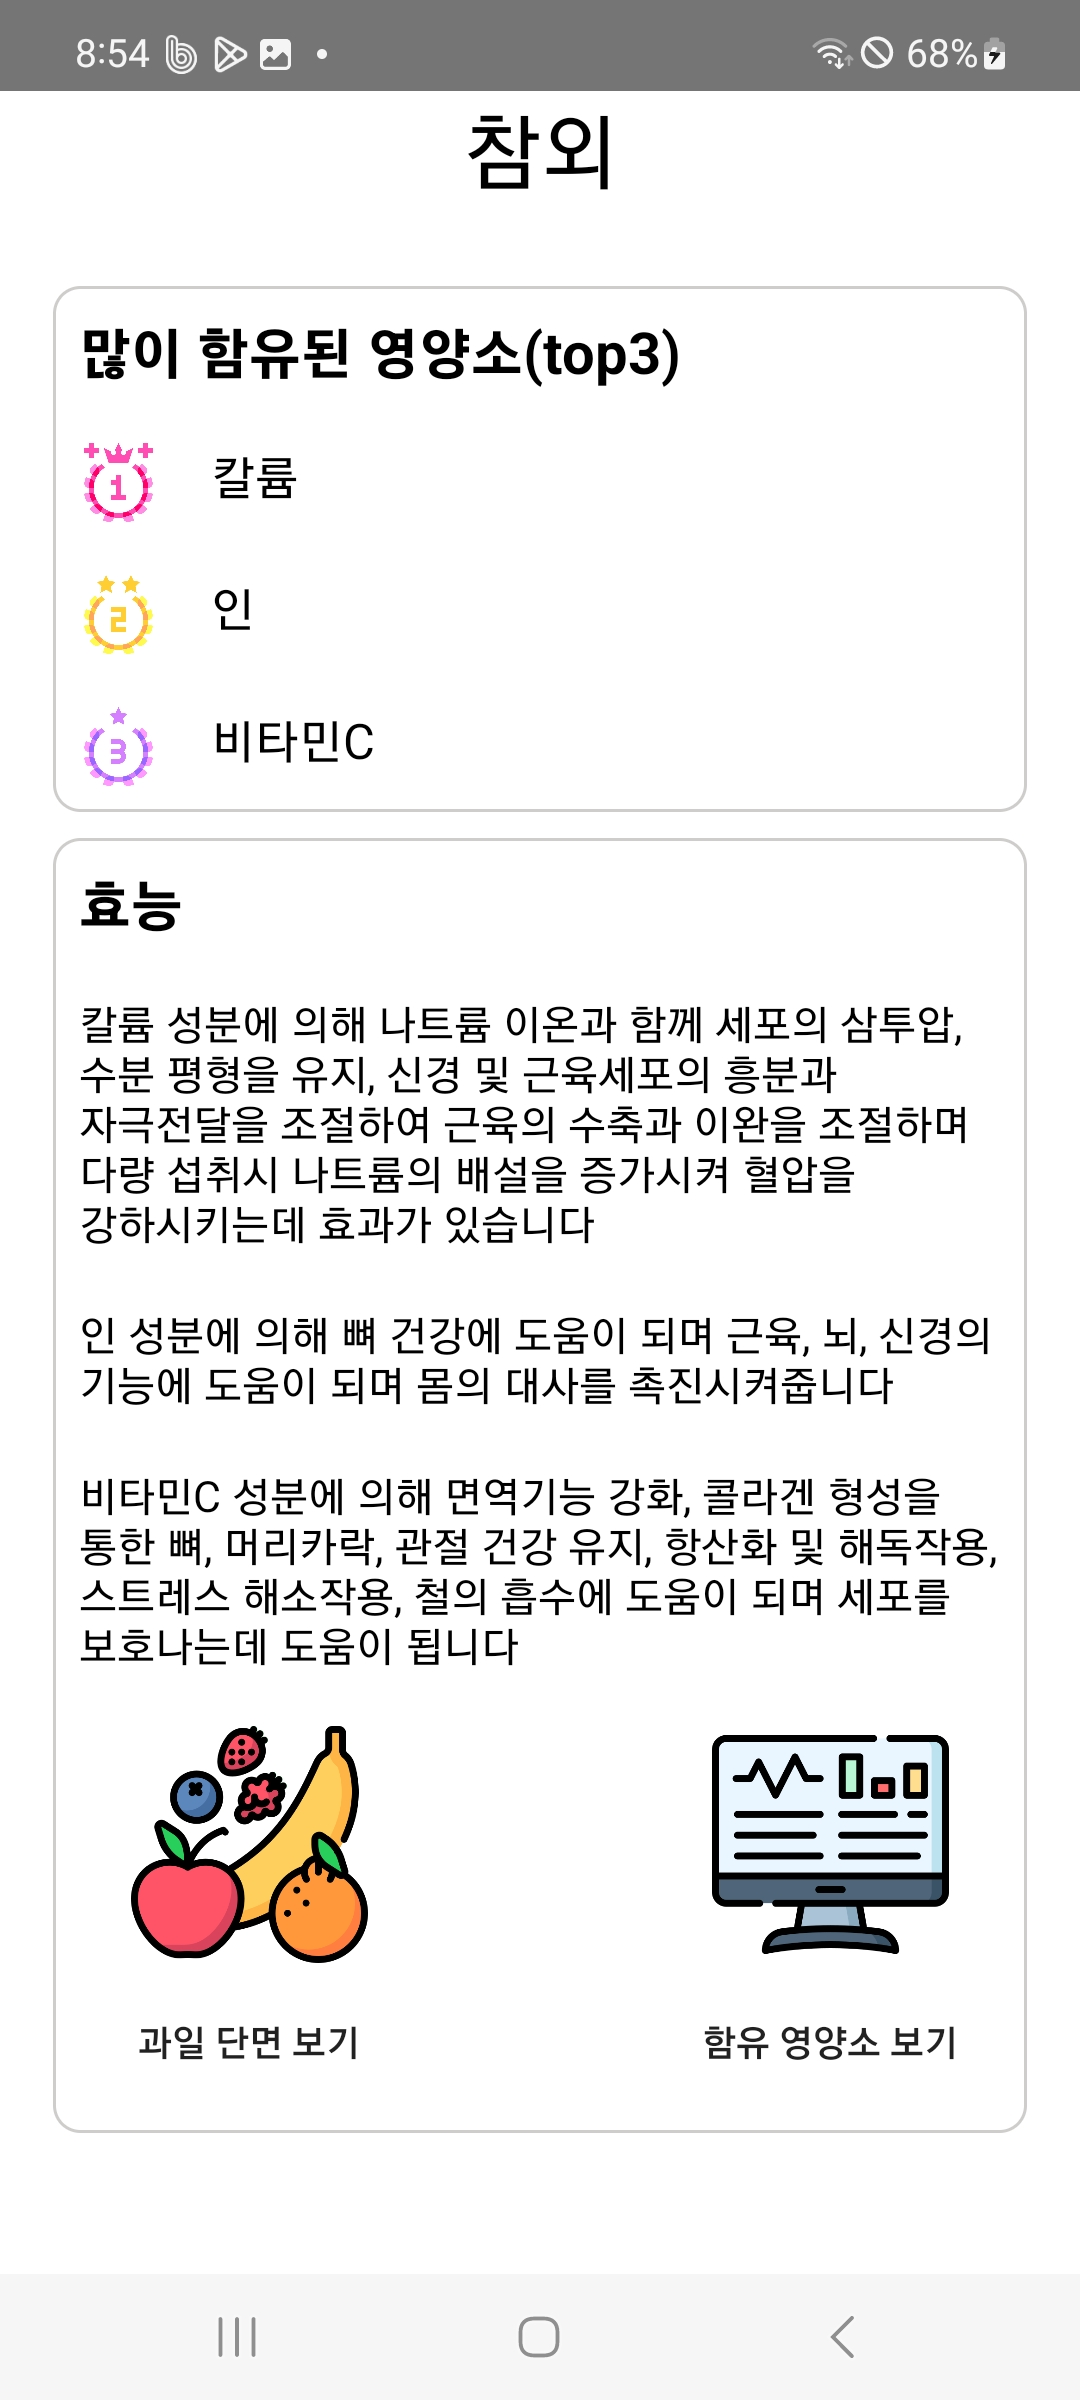 8:54
68%
참외
많이 함유된 영양소(top3)
1
칼륨
2
인
3
비타민C
효능
칼륨 성분에 의해 나트륨 이온과 함께 세포의 삼투압,
수분 평형을 유지, 신경 및 근육세포의 흥분과
자극전달을 조절하여 근육의 수축과 이완을 조절하며
다량 섭취시 나트륨의 배설을 증가시켜 혈압을
강하시키는데 효과가 있습니다
인 성분에 의해 뼈 건강에 도움이 되며 근육, 뇌, 신경의
기능에 도움이 되며 몸의 대사를 촉진시켜줍니다
비타민C 성분에 의해 면역기능 강화, 콜라겐 형성을
통한 뼈, 머리카락, 관절 건강 유지, 항산화 및 해독작용,
스트레스 해소작용, 철의 흡수에 도움이 되며 세포를
보호나는데 도움이 됩니다
과일 단면 보기
함유 영양소 보기